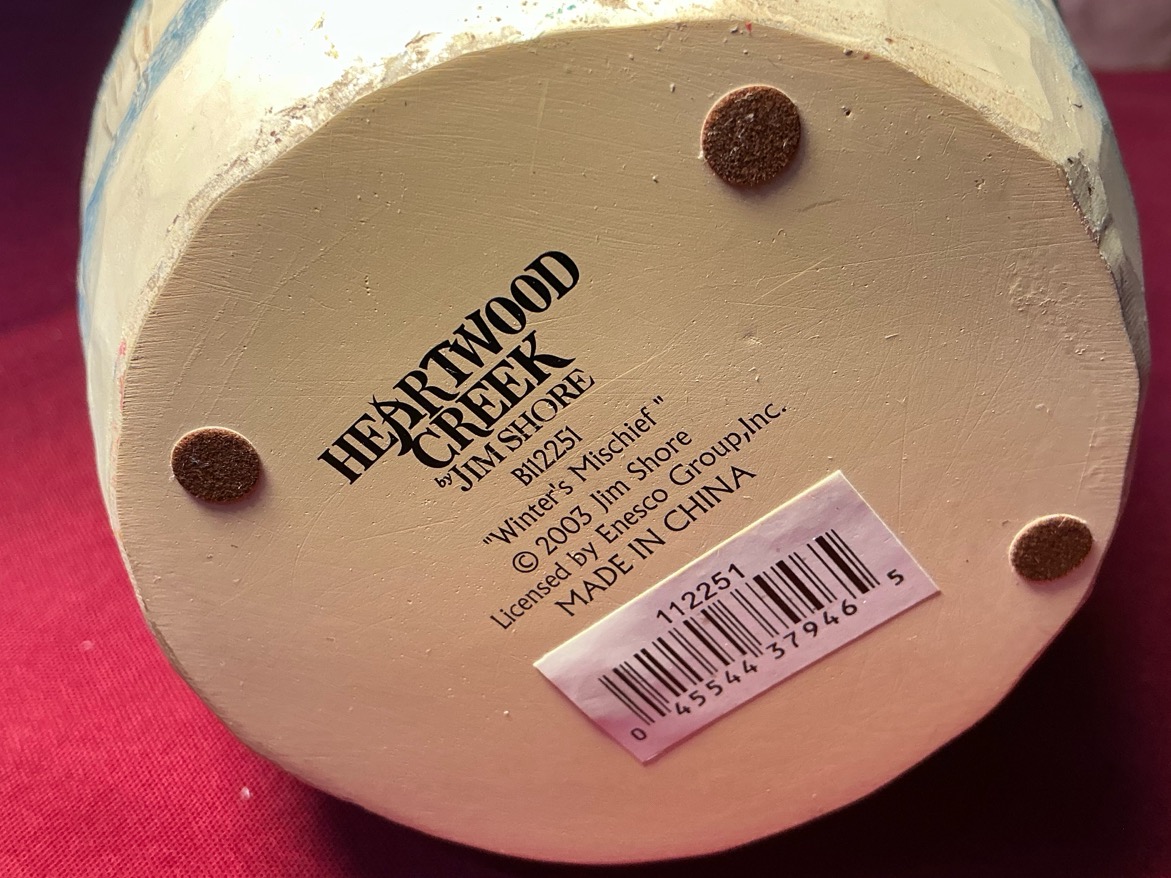 HEARTWOOD
CREEK
by JIM SHORE
B112251
"Winter's Mischief"
© 2003 Jim Shore
Licensed by Enesco Group,Inc.
MADE IN CHINA
112251
0 45544 37946 5